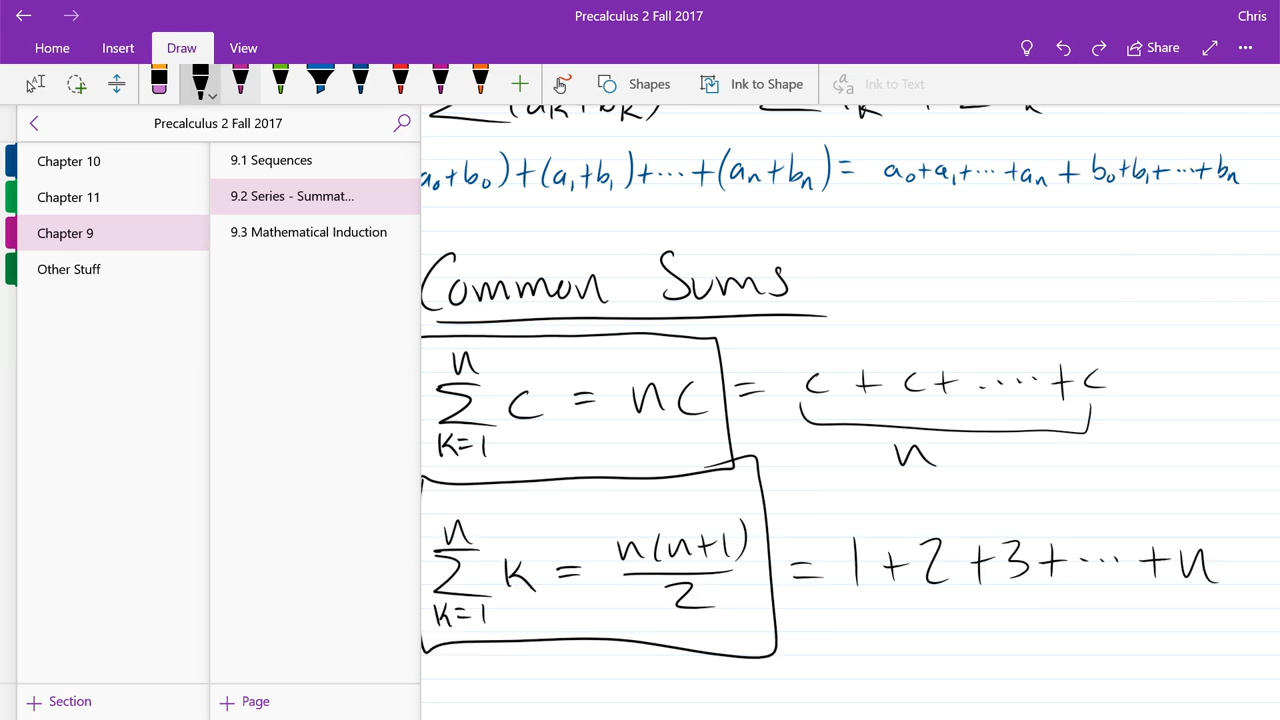 Precalculus 2 Fall 2017
Chris
Home Insert Draw View
Share
Shapes Ink to Shape Ink to Text
Precalculus 2 Fall 2017
Chapter 10
Chapter 11
Chapter 9
Other Stuff
9.1 Sequences
9.2 Series - Summat...
9.3 Mathematical Induction
Section
Page
a₀+b₀)+(a₁+b₁)+⋯+(aₙ+bₙ)= a₀+a₁+⋯+aₙ + b₀+b₁+⋯+bₙ
Common Sums
n
∑ c = nc = c + c + ⋯⋯ + c
k=1
n
n
∑ k = n(n+1)/2 = 1+2+3+⋯+n
k=1